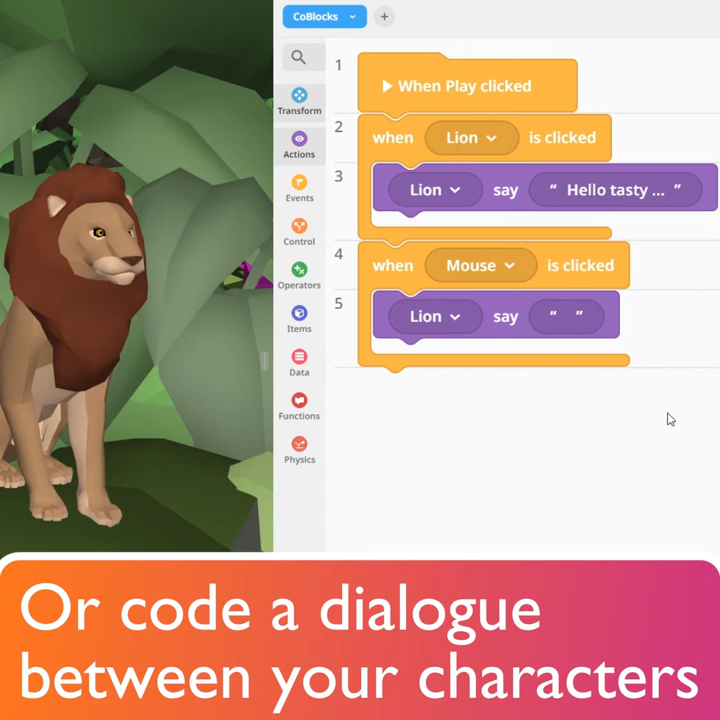 CoBlocks
+
Transform
Actions
Events
Control
Operators
Items
Data
Functions
Physics
1
When Play clicked
2
when Lion is clicked
3
Lion say “ Hello tasty ... ”
4
when Mouse is clicked
5
Lion say “ ”
Or code a dialogue
between your characters